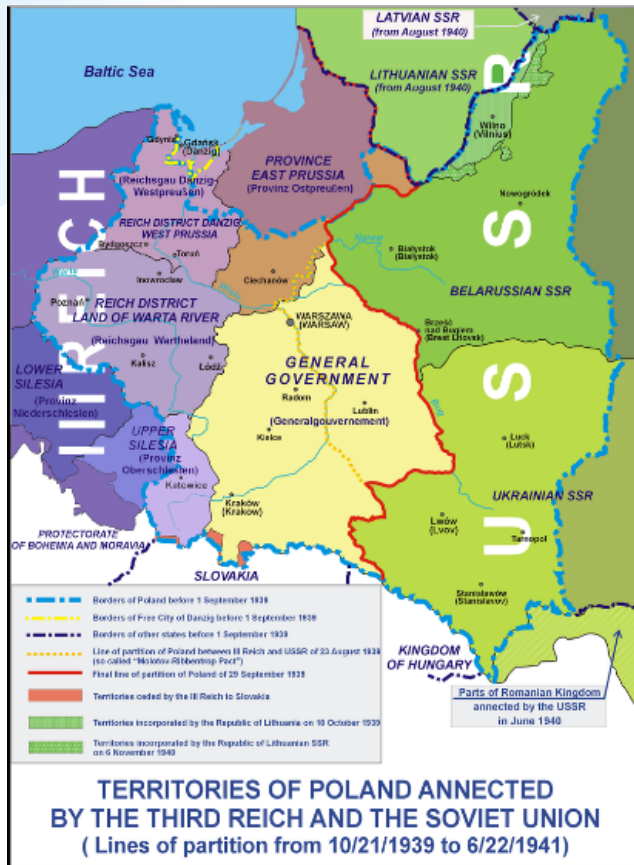 LATVIAN SSR
(from August 1940)
Baltic Sea
LITHUANIAN SSR
(from August 1940)
Wilno
(Vilnius)
Gdynia
Gdańsk
(Danzig)
PROVINCE
EAST PRUSSIA
(Provinz Ostpreußen)
(Reichsgau Danzig-
Westpreußen)
Nowogródek
REICH DISTRICT DANZIG-
WEST PRUSSIA
Bydgoszcz
Toruń
Narew
Białystok
(Bialystok)
Ciechanów
Inowrocław
Warta
Wisła
BELARUSSIAN SSR
Poznań
REICH DISTRICT
LAND OF WARTA RIVER
(Reichsgau Wartheland)
WARSZAWA
(WARSAW)
Brześć
nad Bugiem
(Brest Litovsk)
Kalisz
Łódź
GENERAL
GOVERNMENT
LOWER
SILESIA
(Provinz
Niederschlesien)
Radom
Lublin
(Generalgouvernement)
Bug
UPPER
SILESIA
(Provinz
Oberschlesien)
Kielce
Łuck
(Lutsk)
Katowice
UKRAINIAN SSR
Kraków
(Krakow)
Lwów
(Lvov)
Tarnopol
PROTECTORATE
OF BOHEMIA AND MORAVIA
SLOVAKIA
Stanisławów
(Stanislavov)
III REICH
USSR
KINGDOM
OF HUNGARY
Borders of Poland before 1 September 1939
Borders of Free City of Danzig before 1 September 1939
Borders of other states before 1 September 1939
Line of partition of Poland between III Reich and USSR of 23 August 1939
(so called "Molotov-Ribbentrop Pact")
Final line of partition of Poland of 29 September 1939
Territories ceded by the III Reich to Slovakia
Territories incorporated by the Republic of Lithuania on 10 October 1939
Territories incorporated by the Republic of Lithuanian SSR
on 6 November 1940
Parts of Romanian Kingdom
annected by the USSR
in June 1940
TERRITORIES OF POLAND ANNECTED
BY THE THIRD REICH AND THE SOVIET UNION
( Lines of partition from 10/21/1939 to 6/22/1941)